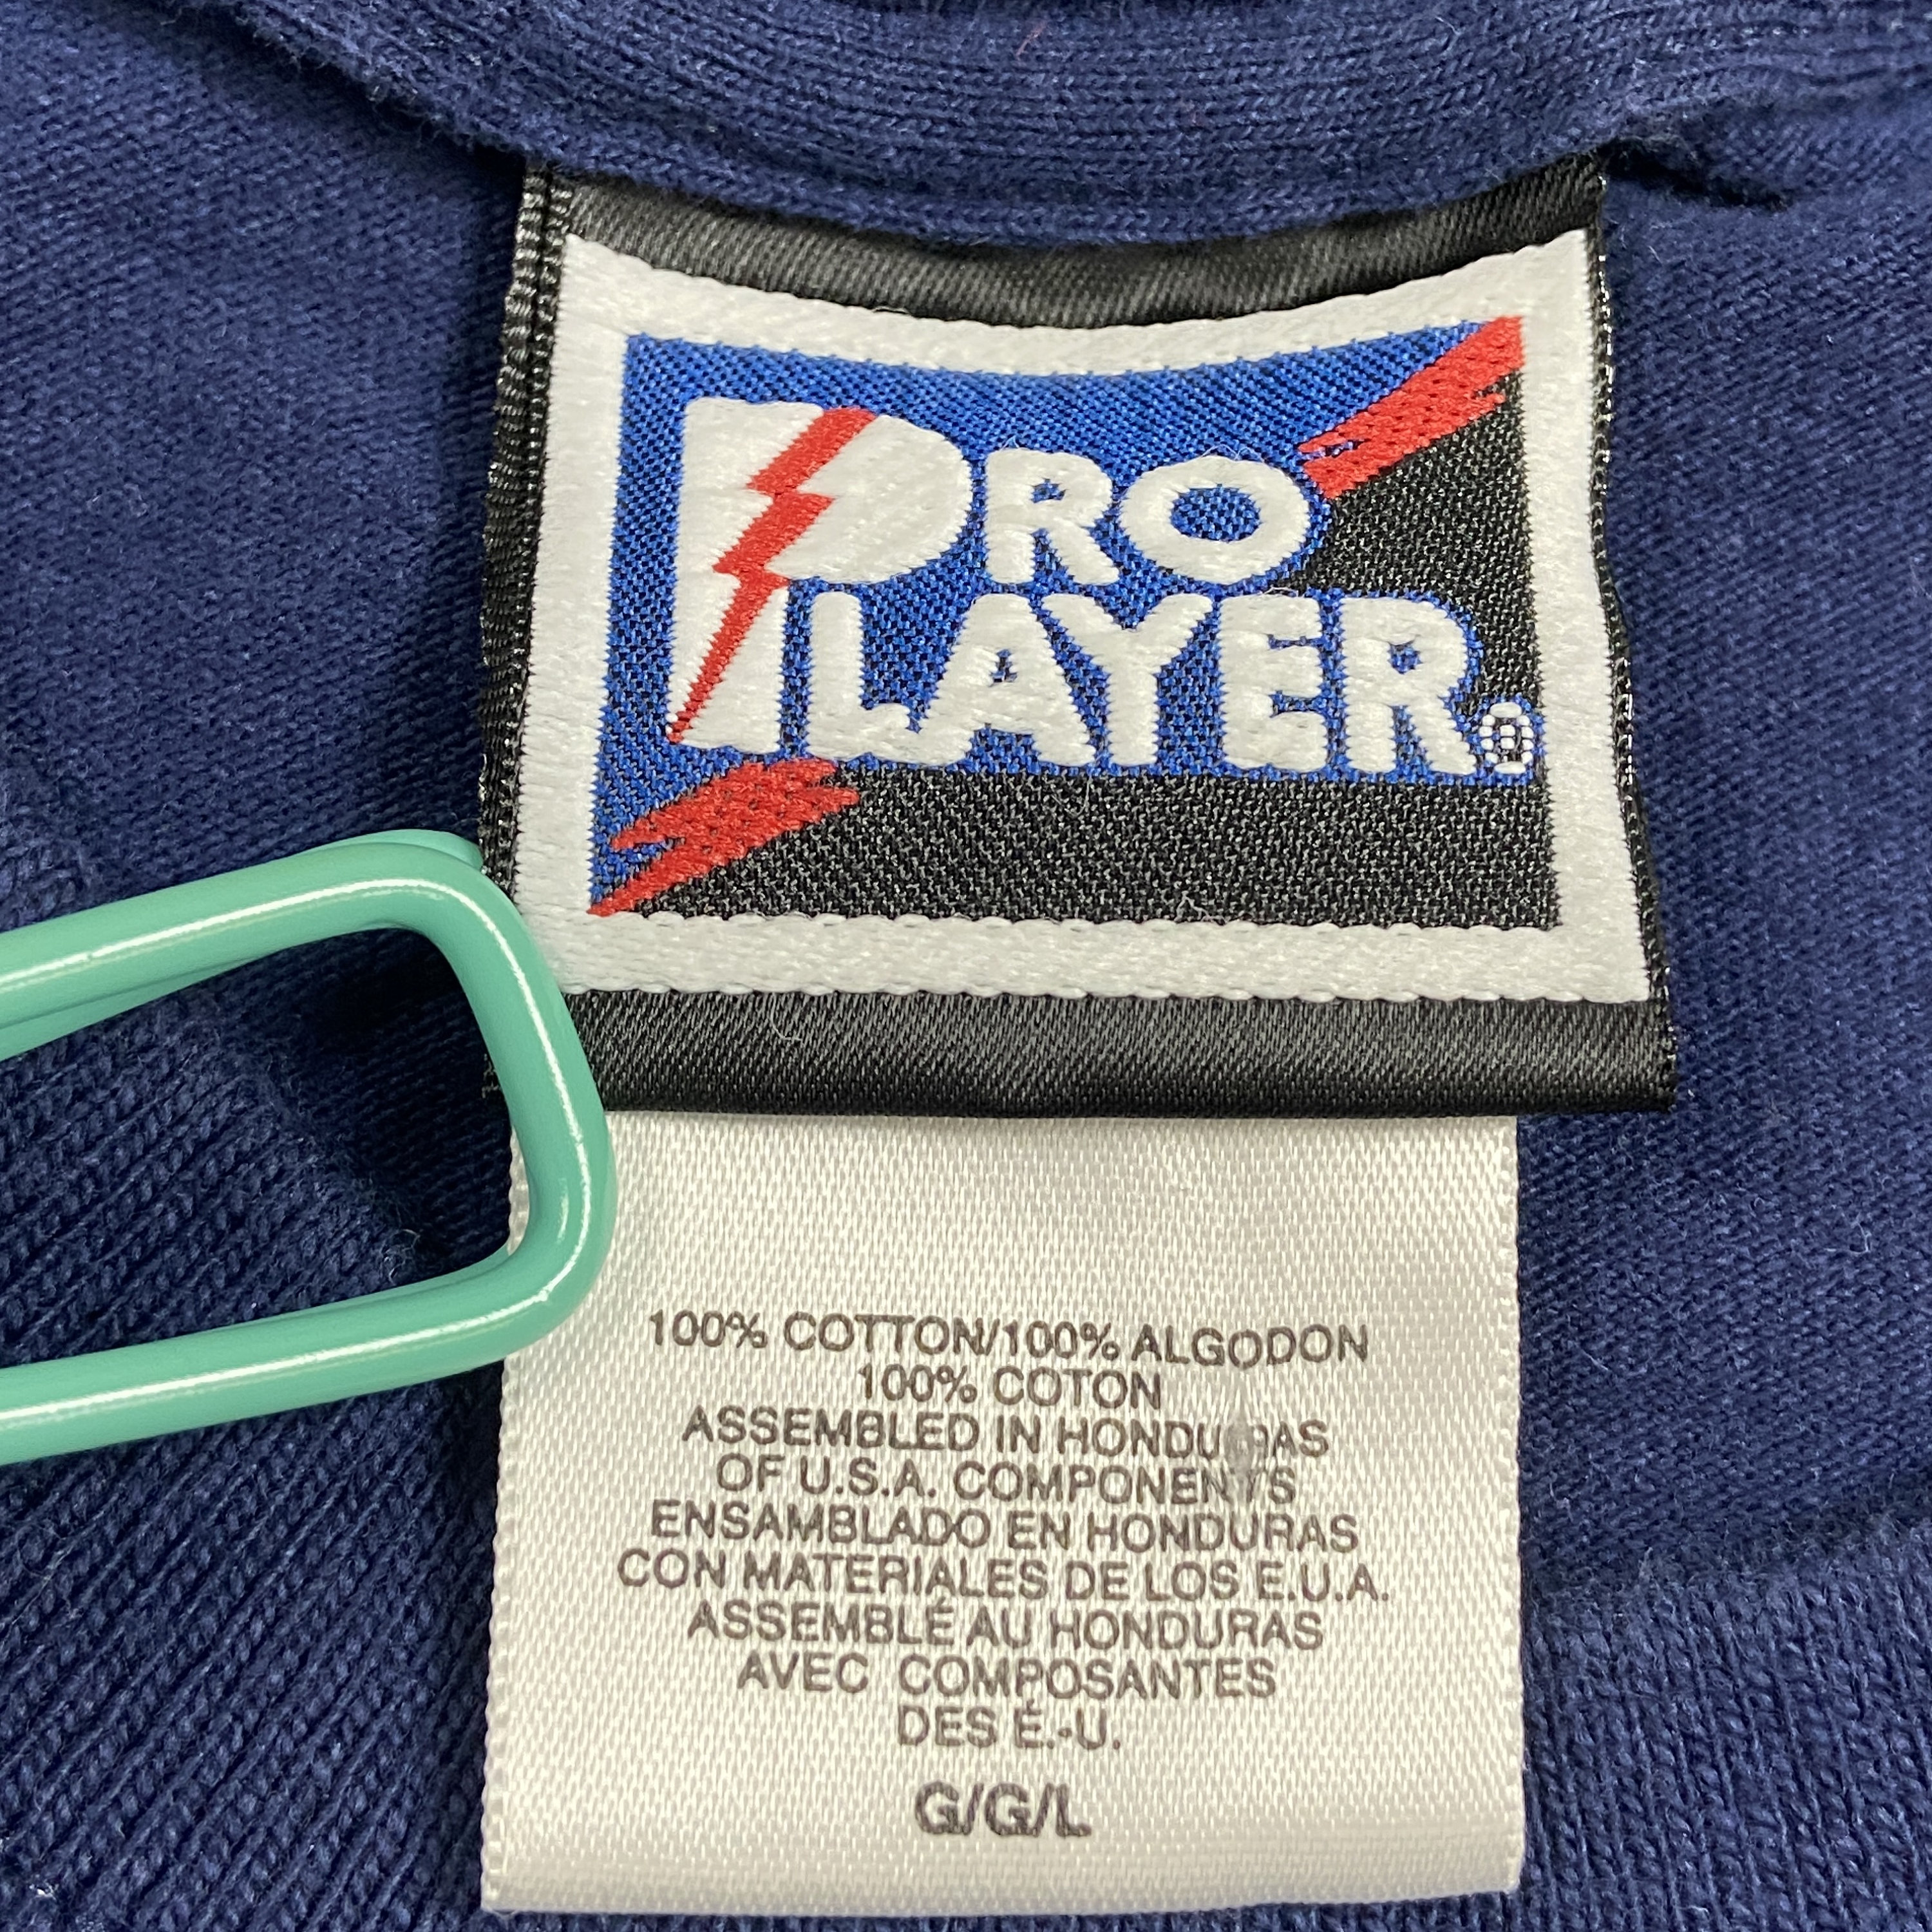 PRO
PLAYER®
100% COTTON/100% ALGODON
100% COTON
ASSEMBLED IN HONDURAS
OF U.S.A. COMPONENTS
ENSAMBLADO EN HONDURAS
CON MATERIALES DE LOS E.U.A.
ASSEMBLÉ AU HONDURAS
AVEC COMPOSANTES
DES É.-U.
G/G/L